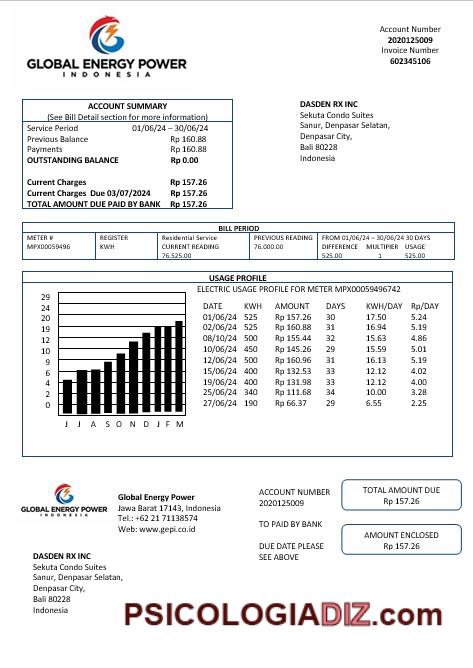 GLOBAL ENERGY POWER
INDONESIA
Account Number
2020125009
Invoice Number
602345106
ACCOUNT SUMMARY
(See Bill Detail section for more information)
Service Period 01/06/24 – 30/06/24
Previous Balance Rp 160.88
Payments Rp 160.88
OUTSTANDING BALANCE Rp 0.00
Current Charges Rp 157.26
Current Charges Due 03/07/2024 Rp 157.26
TOTAL AMOUNT DUE PAID BY BANK Rp 157.26
DASDEN RX INC
Sekuta Condo Suites
Sanur, Denpasar Selatan,
Denpasar City,
Bali 80228
Indonesia
BILL PERIOD
METER # REGISTER Residential Service PREVIOUS READING FROM 01/06/24 – 30/06/24 30 DAYS
MPX00059496 KWH CURRENT READING 76.000.00 DIFFERENCE MULTIPLIER USAGE
76.525.00 525.00 1 525.00
USAGE PROFILE
ELECTRIC USAGE PROFILE FOR METER MPX00059496742
DATE KWH AMOUNT DAYS KWH/DAY Rp/DAY
01/06/24 525 Rp 157.26 30 17.50 5.24
02/06/24 525 Rp 160.88 31 16.94 5.19
08/10/24 500 Rp 155.44 32 15.63 4.86
10/06/24 450 Rp 145.26 29 15.59 5.01
12/06/24 500 Rp 160.96 31 16.13 5.19
15/06/24 400 Rp 132.53 33 12.12 4.02
19/06/24 400 Rp 131.98 33 12.12 4.00
25/06/24 340 Rp 111.68 34 10.00 3.28
27/06/24 190 Rp 66.37 29 6.55 2.25
29
24
20
17
16
13
12
9
6
4
2
0
J J A S O N D J F M
GLOBAL ENERGY POWER
INDONESIA
Global Energy Power
Jawa Barat 17143, Indonesia
Tel.: +62 21 71138574
Web: www.gepi.co.id
ACCOUNT NUMBER
2020125009
TO PAID BY BANK
DUE DATE PLEASE
SEE ABOVE
TOTAL AMOUNT DUE
Rp 157.26
AMOUNT ENCLOSED
Rp 157.26
DASDEN RX INC
Sekuta Condo Suites
Sanur, Denpasar Selatan,
Denpasar City,
Bali 80228
Indonesia
PSICOLOGIADIZ.com